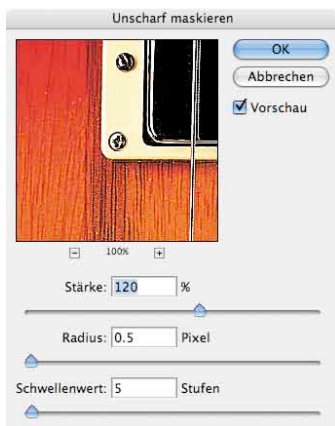 Unscharf maskieren
OK
Abbrechen
Vorschau
100%
Stärke: 120 %
Radius: 0.5 Pixel
Schwellenwert: 5 Stufen